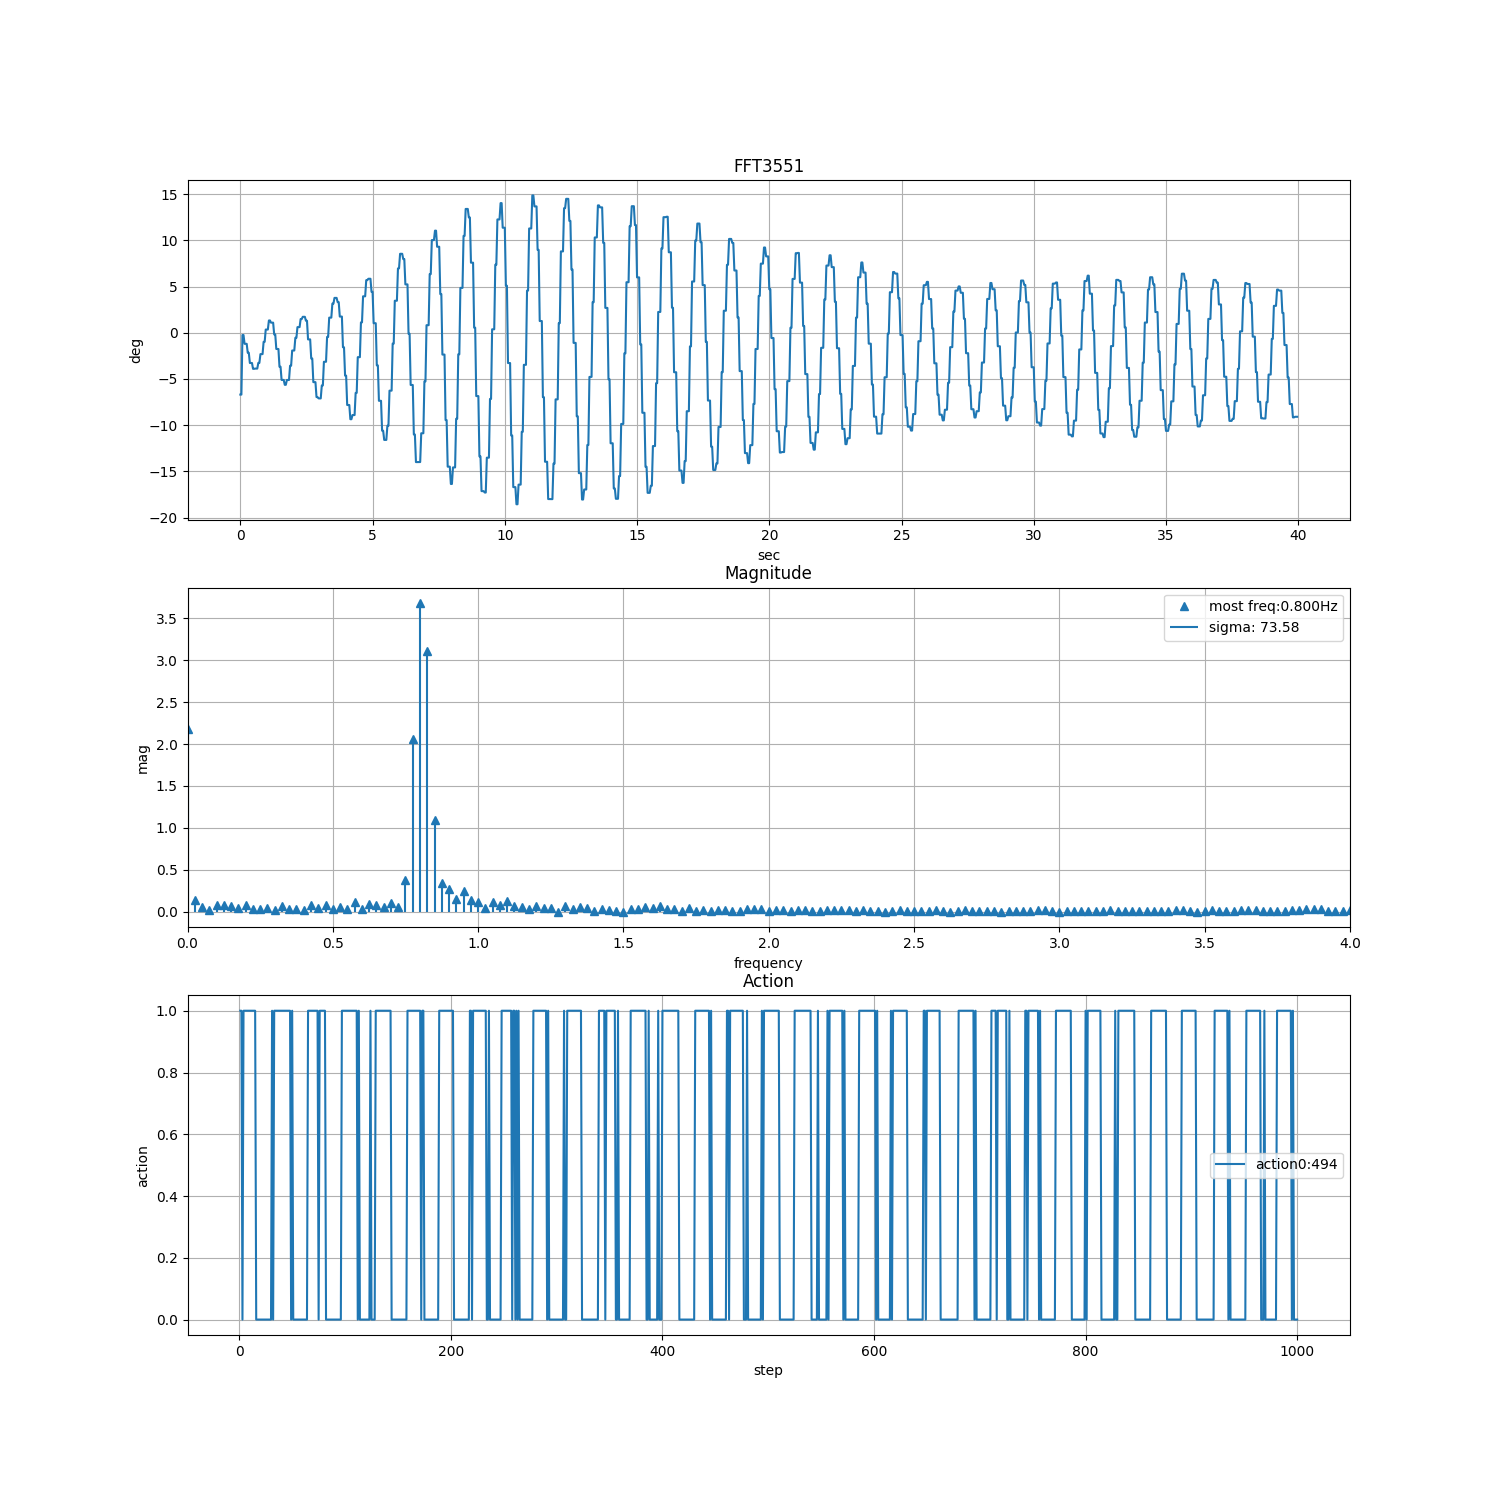 FFT3551
15
10
5
0
−5
−10
−15
−20
deg
0 5 10 15 20 25 30 35 40
sec
Magnitude
3.5
3.0
2.5
2.0
1.5
1.0
0.5
0.0
mag
most freq:0.800Hz
sigma: 73.58
0.0 0.5 1.0 1.5 2.0 2.5 3.0 3.5 4.0
frequency
Action
1.0
0.8
0.6
0.4
0.2
0.0
action
action0:494
0 200 400 600 800 1000
step